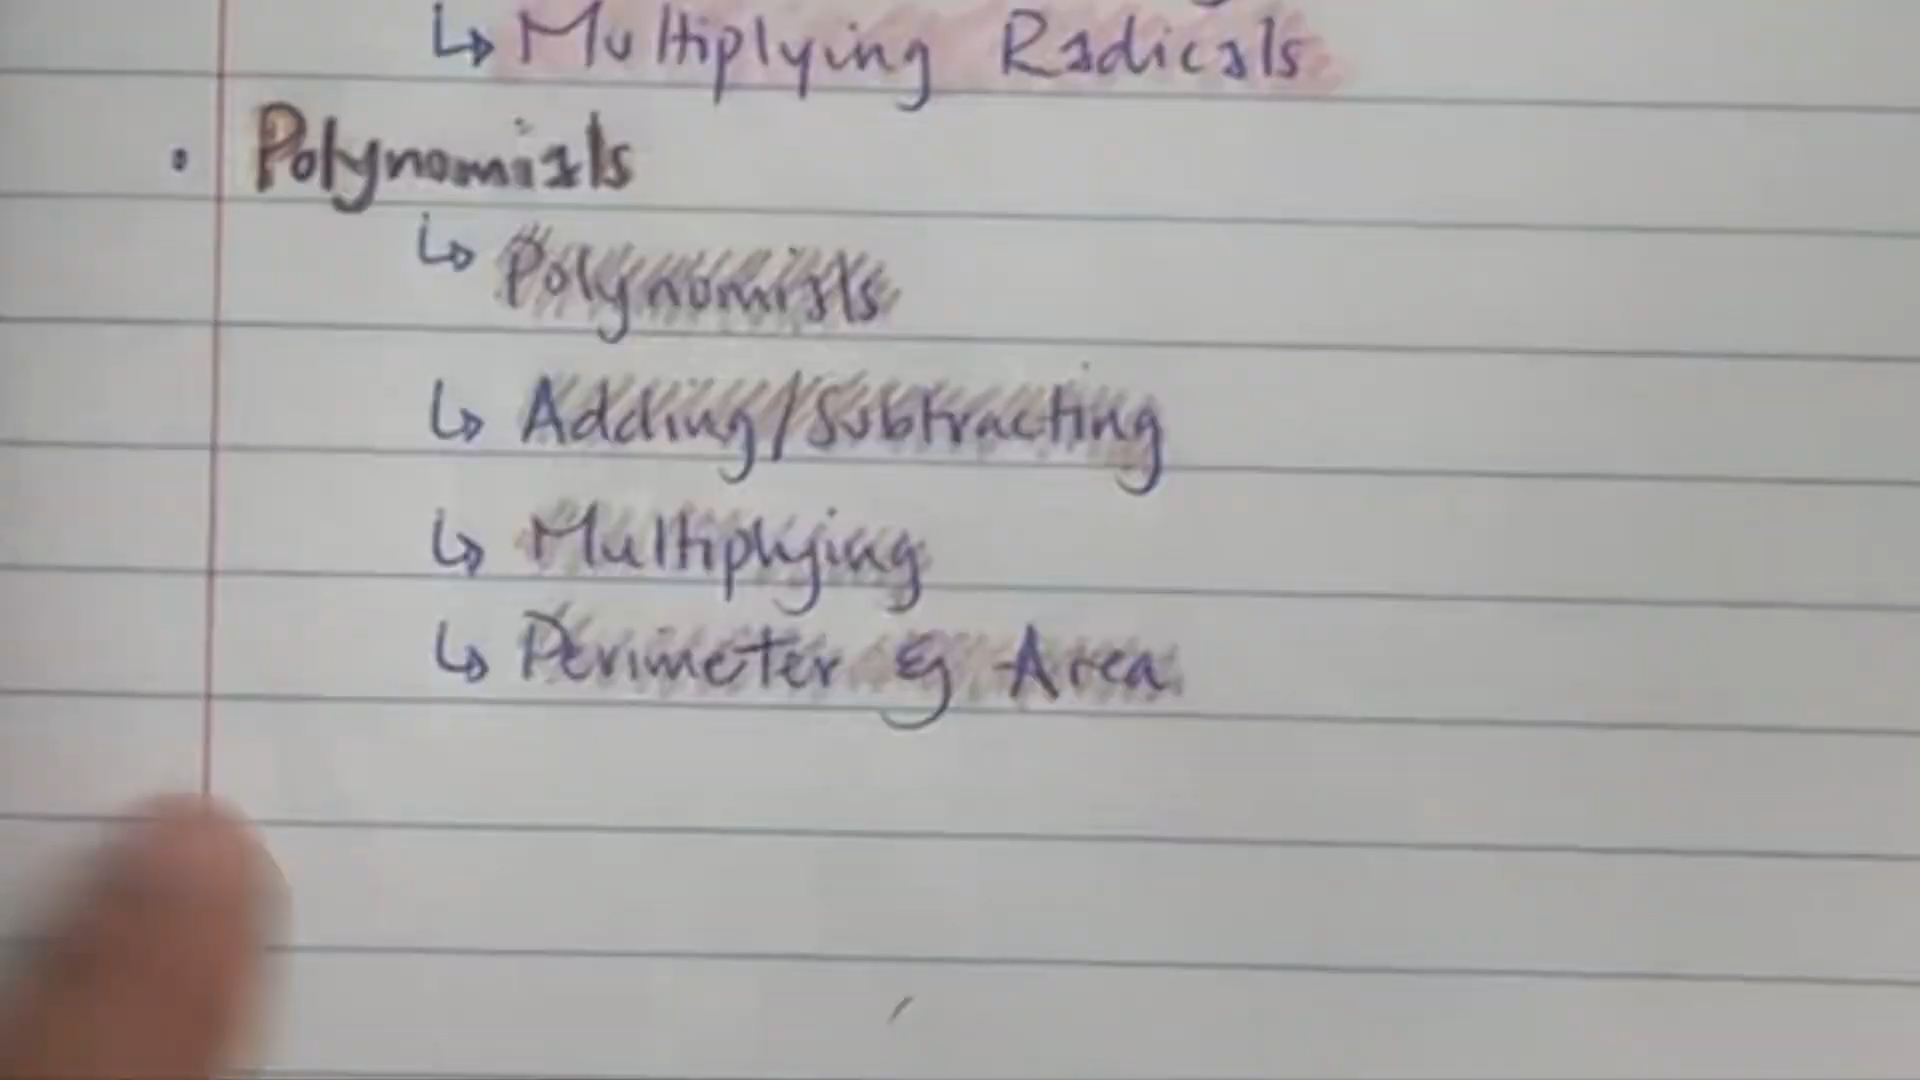 ↳ Multiplying Radicals
• Polynomials
↳ Polynomials
↳ Adding/Subtracting
↳ Multiplying
↳ Perimeter & Area